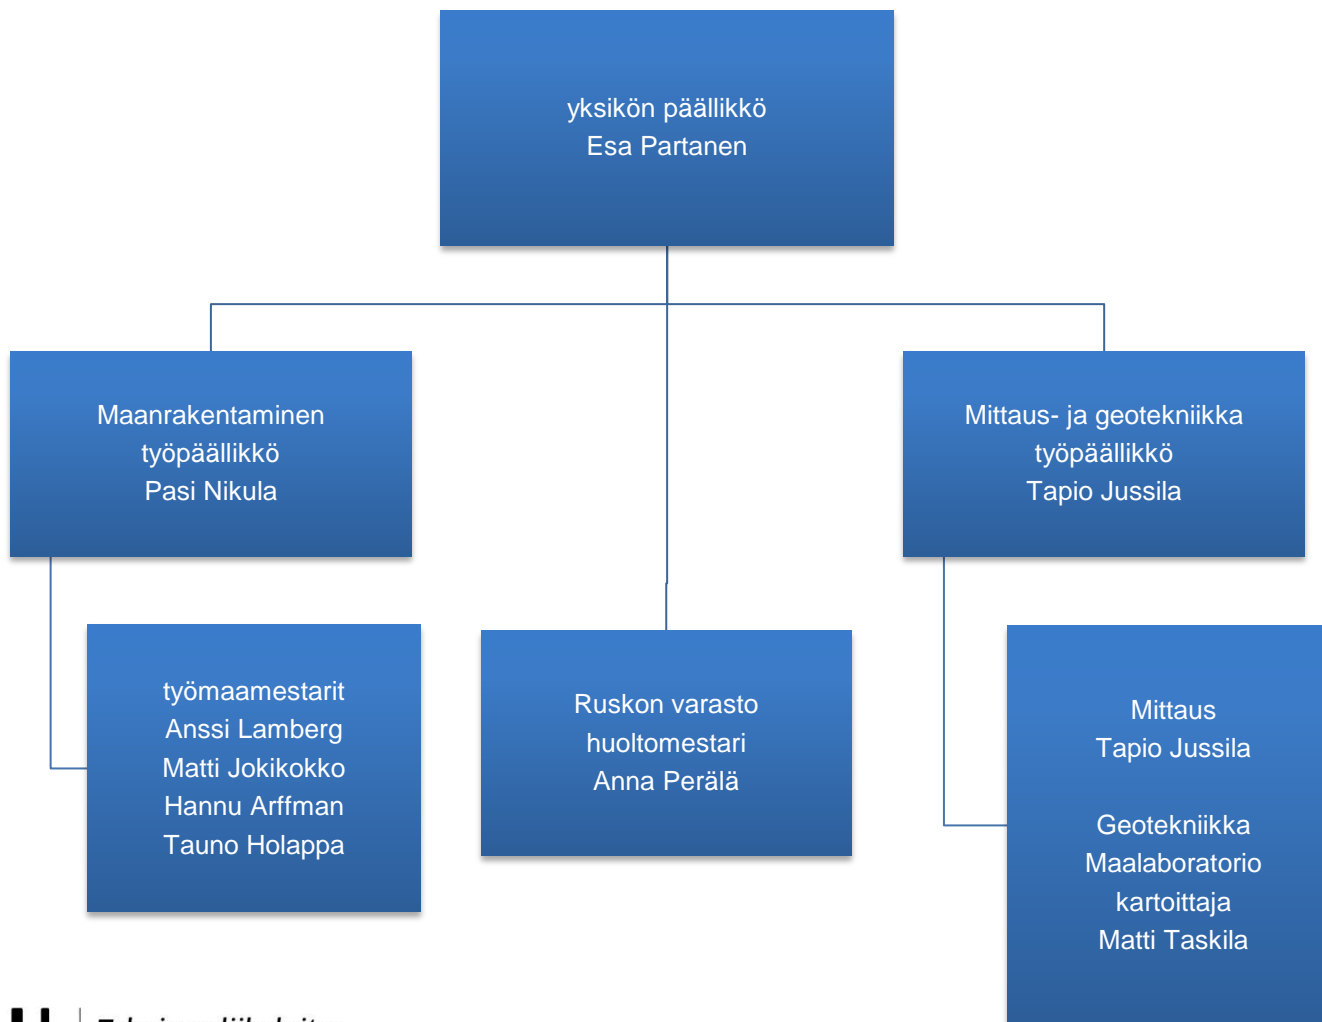 yksikön päällikkö
Esa Partanen
Maanrakentaminen
työpäällikkö
Pasi Nikula
Mittaus- ja geotekniikka
työpäällikkö
Tapio Jussila
työmaamestarit
Anssi Lamberg
Matti Jokikokko
Hannu Arffman
Tauno Holappa
Ruskon varasto
huoltomestari
Anna Perälä
Mittaus
Tapio Jussila
Geotekniikka
Maalaboratorio
kartoittaja
Matti Taskila